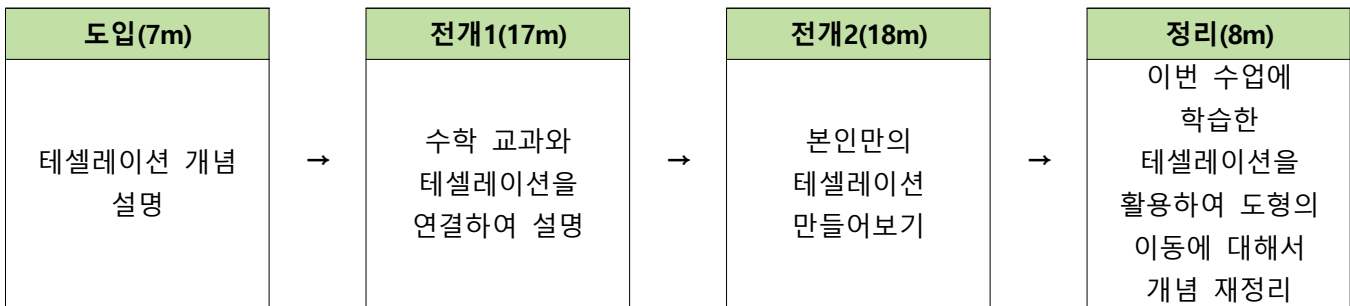 도입(7m)
테셀레이션 개념
설명
→
전개1(17m)
수학 교과와
테셀레이션을
연결하여 설명
→
전개2(18m)
본인만의
테셀레이션
만들어보기
→
정리(8m)
이번 수업에
학습한
테셀레이션을
활용하여 도형의
이동에 대해서
개념 재정리